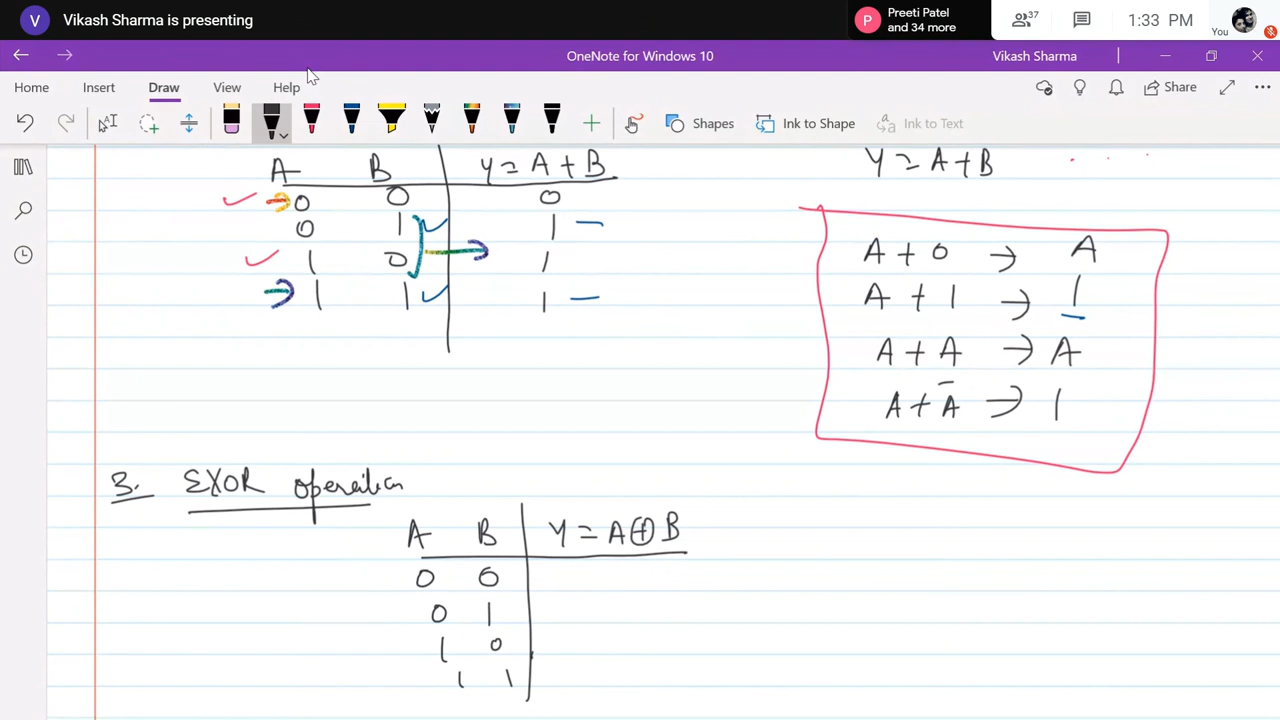 V Vikash Sharma is presenting
P Preeti Patel and 34 more
37
1:33 PM
You
OneNote for Windows 10
Vikash Sharma
Home Insert Draw View Help
Share
Shapes Ink to Shape Ink to Text
A B Y = A + B
0 0 0
0 1 1
1 0 1
1 1 1
Y = A + B
A + 0 → A
A + 1 → 1
A + A → A
A + Ā → 1
3. EXOR operation
A B Y = A ⊕ B
0 0
0 1
1 0
1 1